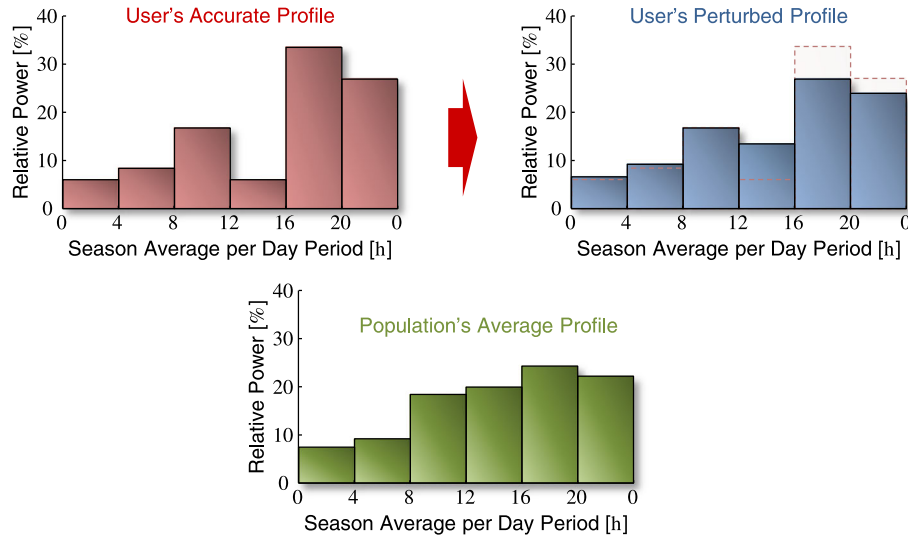 User's Accurate Profile
Relative Power [%]
40
30
20
10
0
0 4 8 12 16 20 0
Season Average per Day Period [h]
User's Perturbed Profile
Relative Power [%]
40
30
20
10
0
0 4 8 12 16 20 0
Season Average per Day Period [h]
Population's Average Profile
Relative Power [%]
40
30
20
10
0
0 4 8 12 16 20 0
Season Average per Day Period [h]